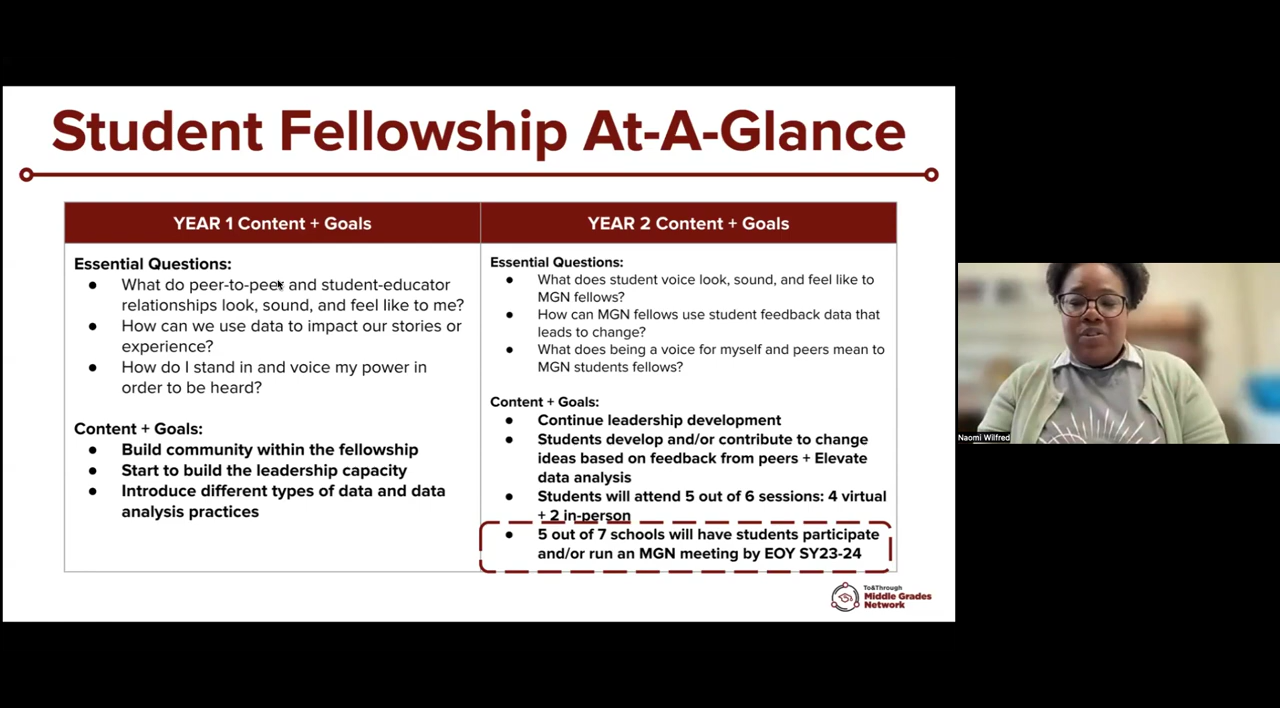 Student Fellowship At-A-Glance
YEAR 1 Content + Goals
Essential Questions:
● What do peer-to-peer and student-educator
relationships look, sound, and feel like to me?
● How can we use data to impact our stories or
experience?
● How do I stand in and voice my power in
order to be heard?
Content + Goals:
● Build community within the fellowship
● Start to build the leadership capacity
● Introduce different types of data and data
analysis practices
YEAR 2 Content + Goals
Essential Questions:
● What does student voice look, sound, and feel like to
MGN fellows?
● How can MGN fellows use student feedback data that
leads to change?
● What does being a voice for myself and peers mean to
MGN students fellows?
Content + Goals:
● Continue leadership development
● Students develop and/or contribute to change
ideas based on feedback from peers + Elevate
data analysis
● Students will attend 5 out of 6 sessions: 4 virtual
+ 2 in-person
● 5 out of 7 schools will have students participate
and/or run an MGN meeting by EOY SY23-24
To&Through
Middle Grades
Network
Naomi Wilfred